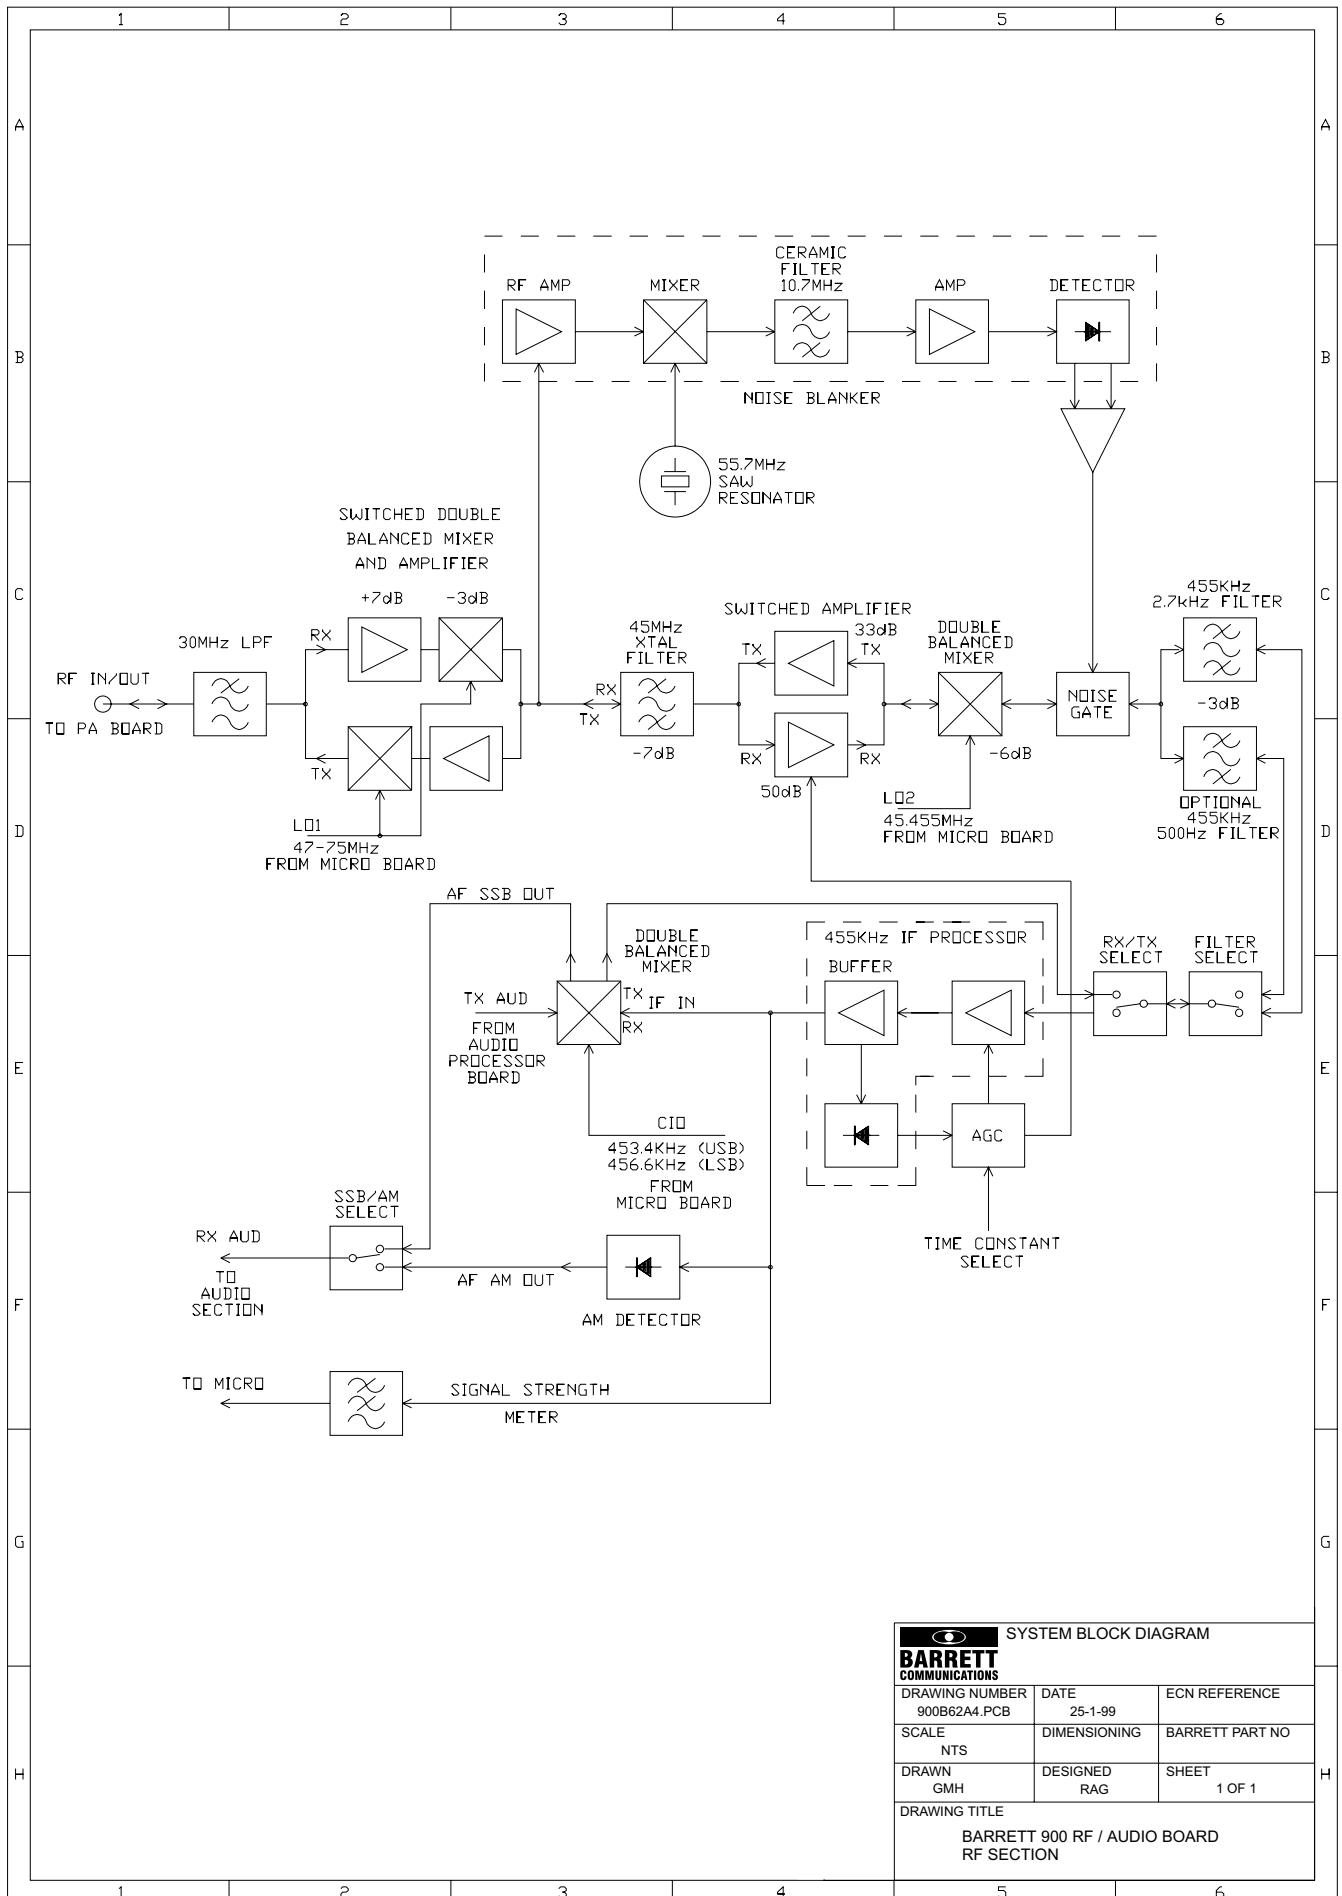 1 2 3 4 5 6
A A
B B
C C
D D
E E
F F
G G
H H
1 2 3 4 5 6
CERAMIC
FILTER
10.7MHz
RF AMP
MIXER
AMP
DETECTOR
NOISE BLANKER
55.7MHz
SAW
RESONATOR
SWITCHED DOUBLE
BALANCED MIXER
AND AMPLIFIER
+7dB
-3dB
30MHz LPF
RX
RF IN/OUT
TO PA BOARD
TX
LO1
47-75MHz
FROM MICRO BOARD
45MHz
XTAL
FILTER
RX
TX
-7dB
SWITCHED AMPLIFIER
33dB
TX
TX
RX
RX
50dB
DOUBLE
BALANCED
MIXER
-6dB
LO2
45.455MHz
FROM MICRO BOARD
NOISE
GATE
455KHz
2.7kHz FILTER
-3dB
OPTIONAL
455KHz
500Hz FILTER
AF SSB OUT
DOUBLE
BALANCED
MIXER
TX
IF IN
RX
TX AUD
FROM
AUDIO
PROCESSOR
BOARD
455KHz IF PROCESSOR
BUFFER
RX/TX
SELECT
FILTER
SELECT
AGC
CIO
453.4KHz (USB)
456.6KHz (LSB)
FROM
MICRO BOARD
TIME CONSTANT
SELECT
SSB/AM
SELECT
RX AUD
TO
AUDIO
SECTION
AF AM OUT
AM DETECTOR
TO MICRO
SIGNAL STRENGTH
METER
BARRETT
COMMUNICATIONS
SYSTEM BLOCK DIAGRAM
DRAWING NUMBER
900B62A4.PCB
DATE
25-1-99
ECN REFERENCE
SCALE
NTS
DIMENSIONING
BARRETT PART NO
DRAWN
GMH
DESIGNED
RAG
SHEET
1 OF 1
DRAWING TITLE
BARRETT 900 RF / AUDIO BOARD
RF SECTION